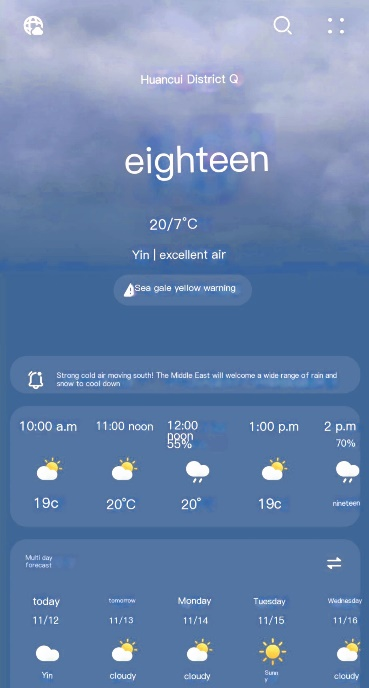 Huancui District Q
eighteen
20/7°C
Yin | excellent air
Sea gale yellow warning
Strong cold air moving south! The Middle East will welcome a wide range of rain and
snow to cool down
10:00 a.m 11:00 noon 12:00 noon 1:00 p.m 2 p.m
55% 70%
19c 20°C 20° 19c nineteen
Multi day
forecast
today tomorrow Monday Tuesday Wednesday
11/12 11/13 11/14 11/15 11/16
Yin cloudy cloudy Sunny cloudy